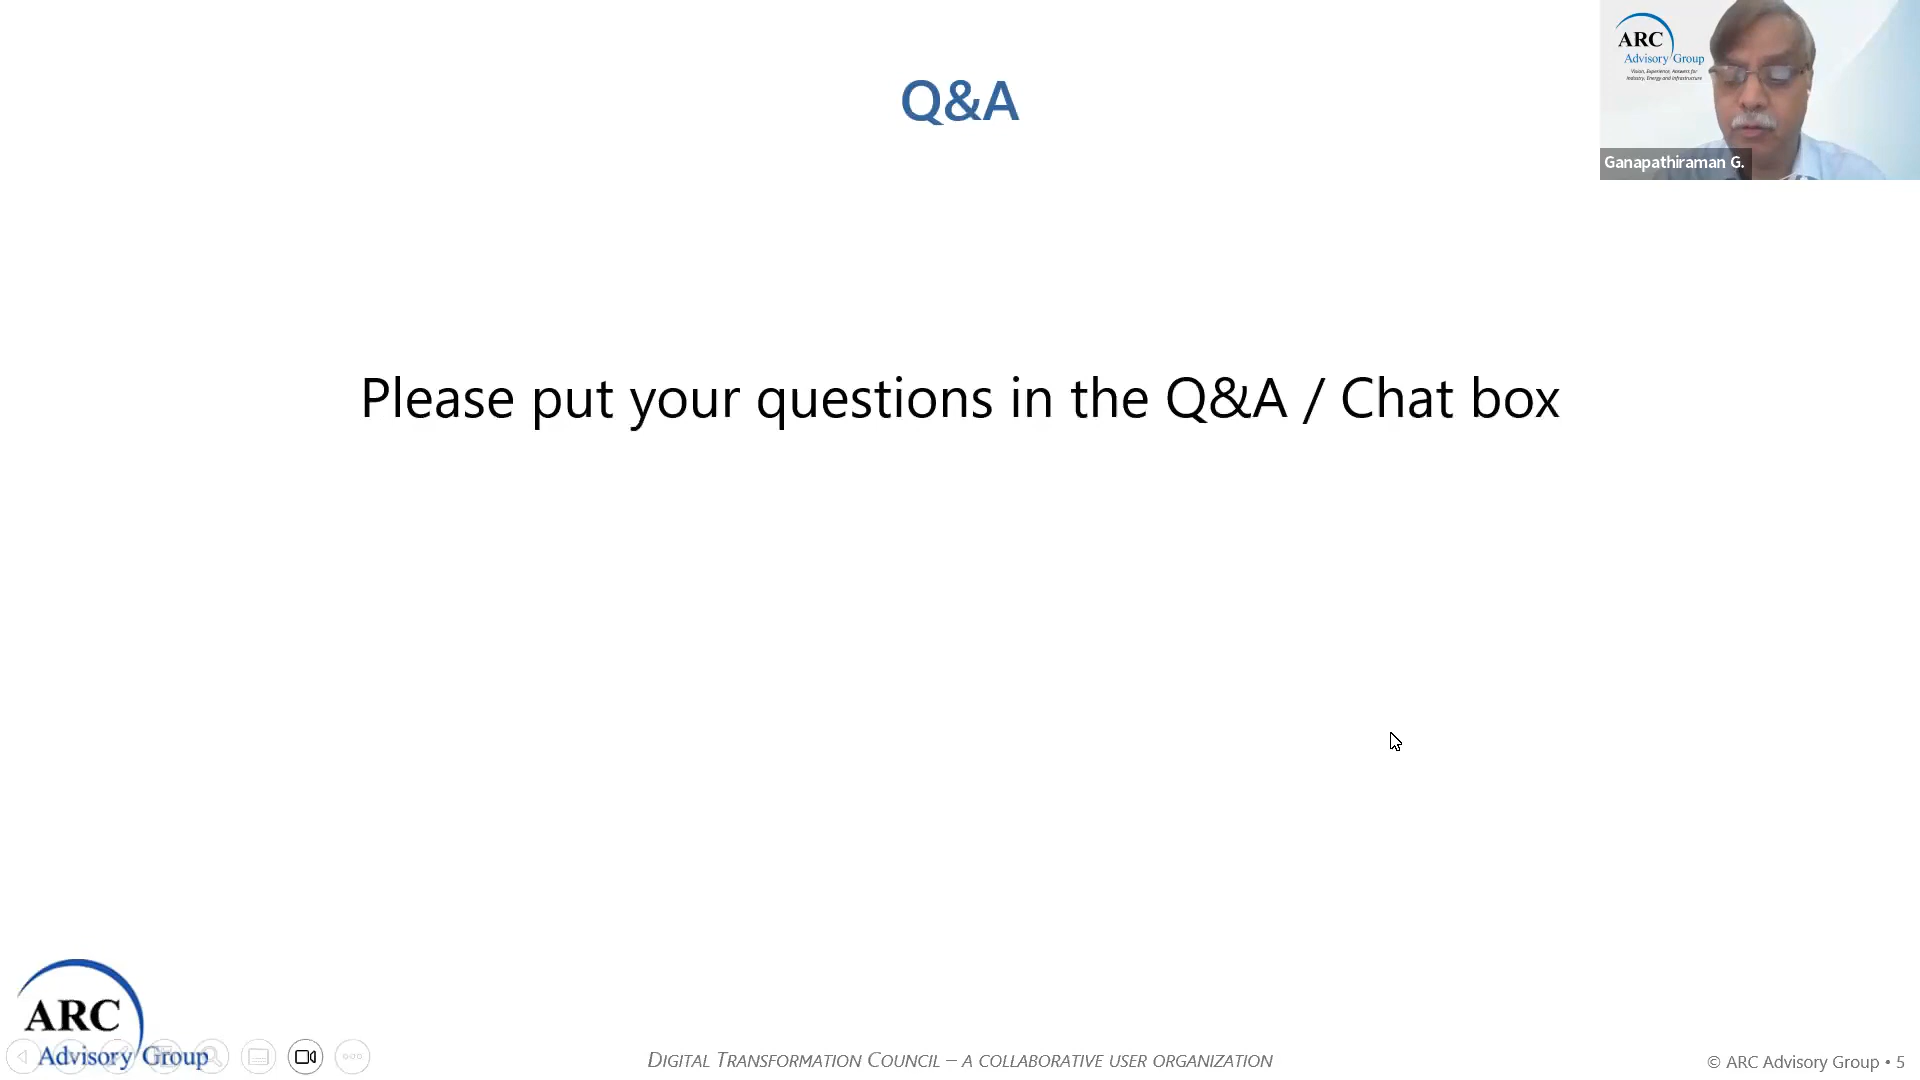 Q&A
ARC
Advisory Group
Vision, Experience, Answers for
Industry, Energy and Infrastructure
Ganapathiraman G.
Please put your questions in the Q&A / Chat box
ARC
Advisory Group
DIGITAL TRANSFORMATION COUNCIL – A COLLABORATIVE USER ORGANIZATION
© ARC Advisory Group • 5